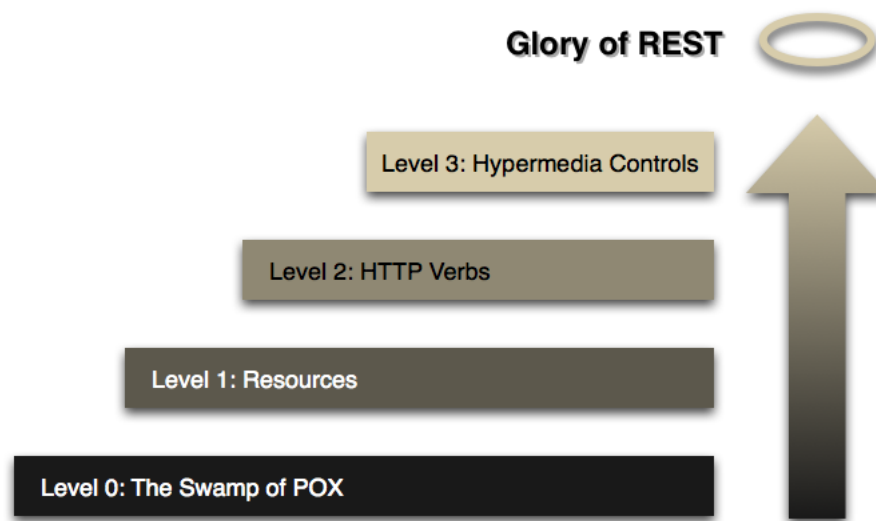 Glory of REST
Level 3: Hypermedia Controls
Level 2: HTTP Verbs
Level 1: Resources
Level 0: The Swamp of POX